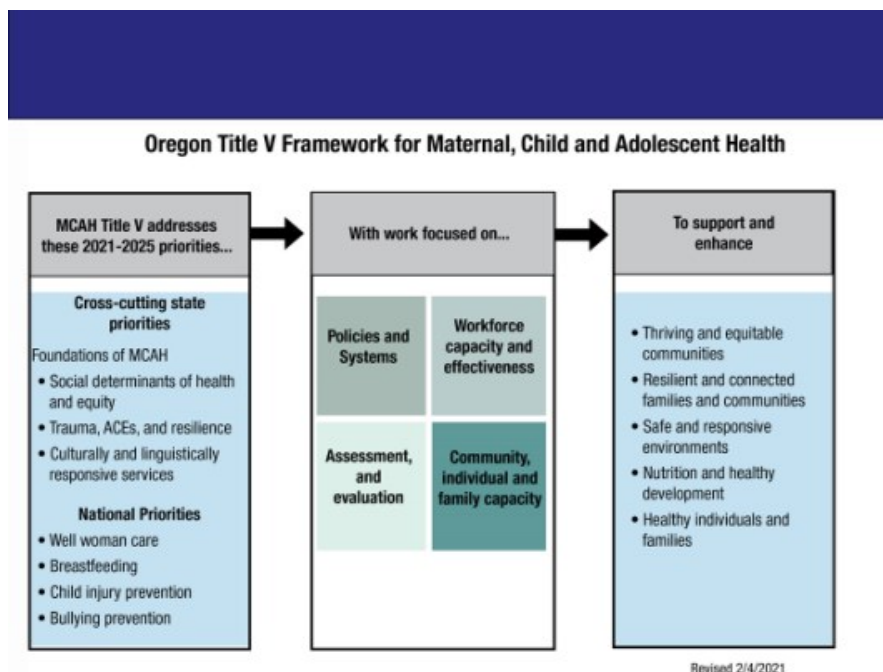 Oregon Title V Framework for Maternal, Child and Adolescent Health
MCAH Title V addresses
these 2021-2025 priorities...
Cross-cutting state
priorities
Foundations of MCAH
• Social determinants of health
and equity
• Trauma, ACEs, and resilience
• Culturally and linguistically
responsive services
National Priorities
• Well woman care
• Breastfeeding
• Child injury prevention
• Bullying prevention
With work focused on...
Policies and
Systems
Workforce
capacity and
effectiveness
Assessment,
and
evaluation
Community,
individual and
family capacity
To support and
enhance
• Thriving and equitable
communities
• Resilient and connected
families and communities
• Safe and responsive
environments
• Nutrition and healthy
development
• Healthy individuals and
families
Revised 2/4/2021